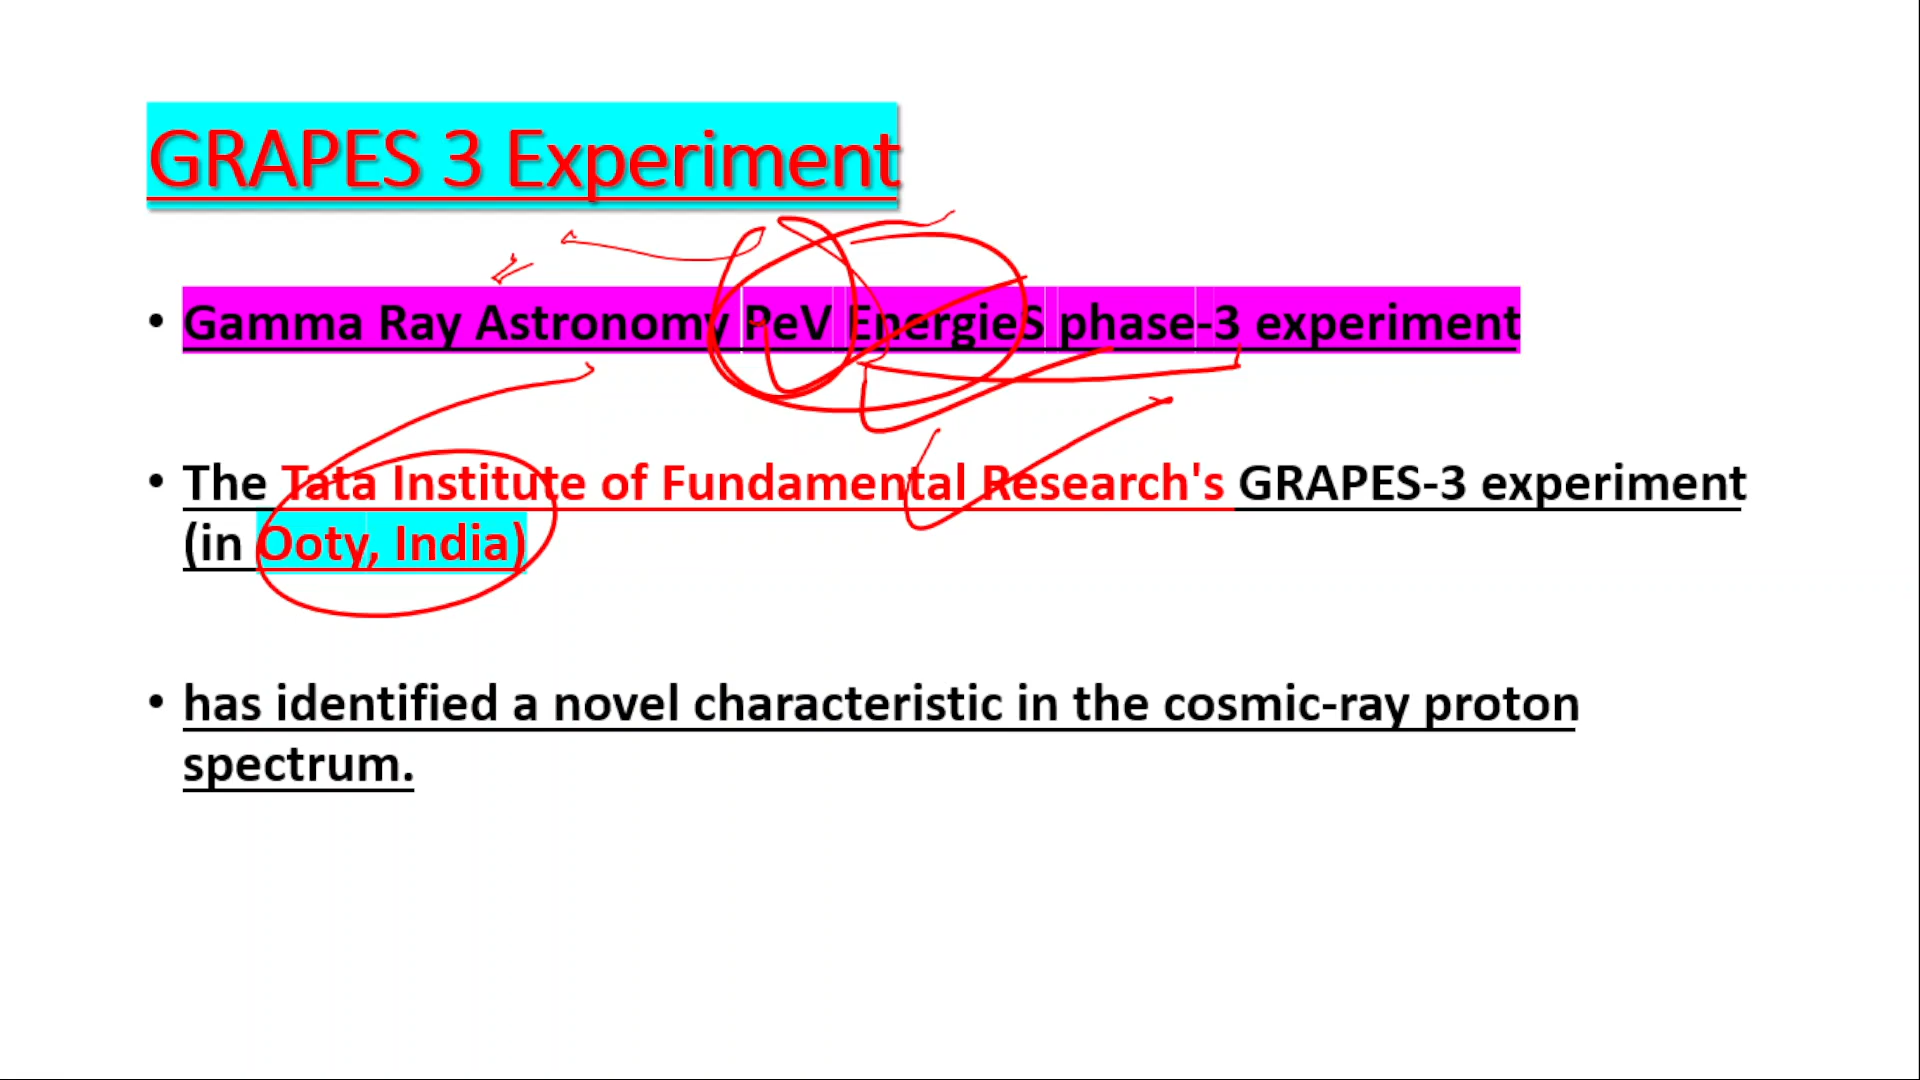 GRAPES 3 Experiment
• Gamma Ray Astronomy PeV EnergieS phase-3 experiment
• The Tata Institute of Fundamental Research's GRAPES-3 experiment
(in Ooty, India)
• has identified a novel characteristic in the cosmic-ray proton
spectrum.